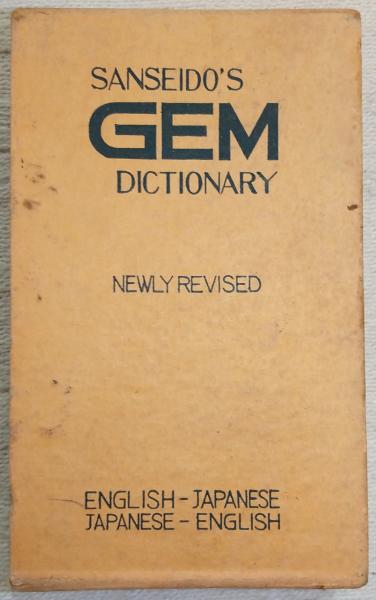 SANSEIDO'S
GEM
DICTIONARY
NEWLY REVISED
ENGLISH - JAPANESE
JAPANESE - ENGLISH